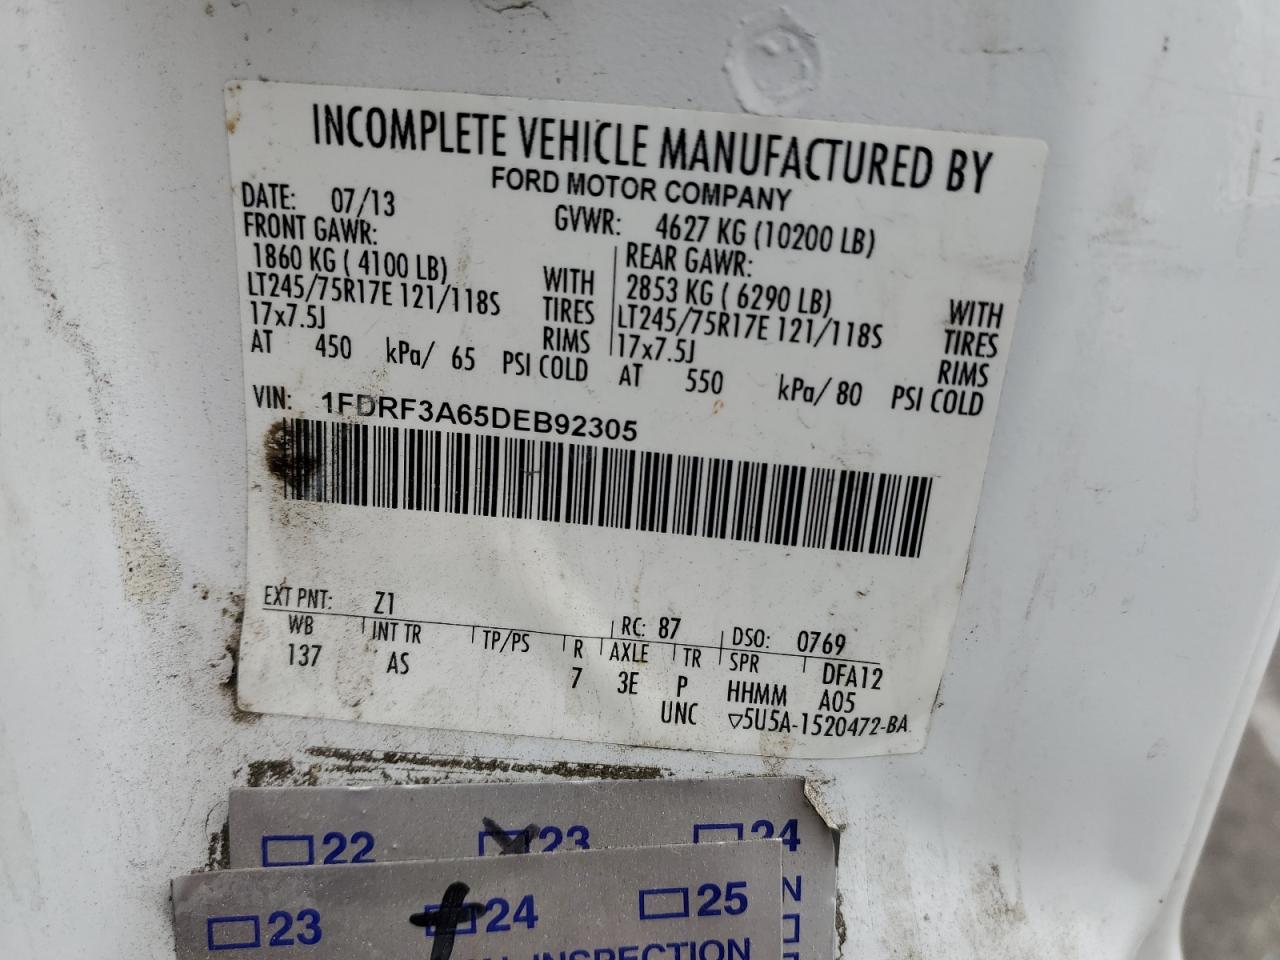 INCOMPLETE VEHICLE MANUFACTURED BY
FORD MOTOR COMPANY
DATE: 07/13 GVWR: 4627 KG (10200 LB)
FRONT GAWR: REAR GAWR:
1860 KG ( 4100 LB) WITH 2853 KG ( 6290 LB) WITH
LT245/75R17E 121/118S TIRES LT245/75R17E 121/118S TIRES
17x7.5J RIMS 17x7.5J RIMS
AT 450 kPa/ 65 PSI COLD AT 550 kPa/ 80 PSI COLD
VIN: 1FDRF3A65DEB92305
EXT PNT: Z1 RC: 87 DSO: 0769
WB INT TR TP/PS R AXLE TR SPR DFA12
137 AS 7 3E P HHMM A05
UNC ▽5U5A-1520472-BA
22 23 24
N
23 24 25
INSPECTION